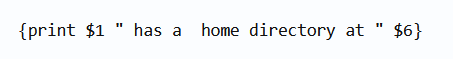 {print $1 " has a  home directory at " $6}